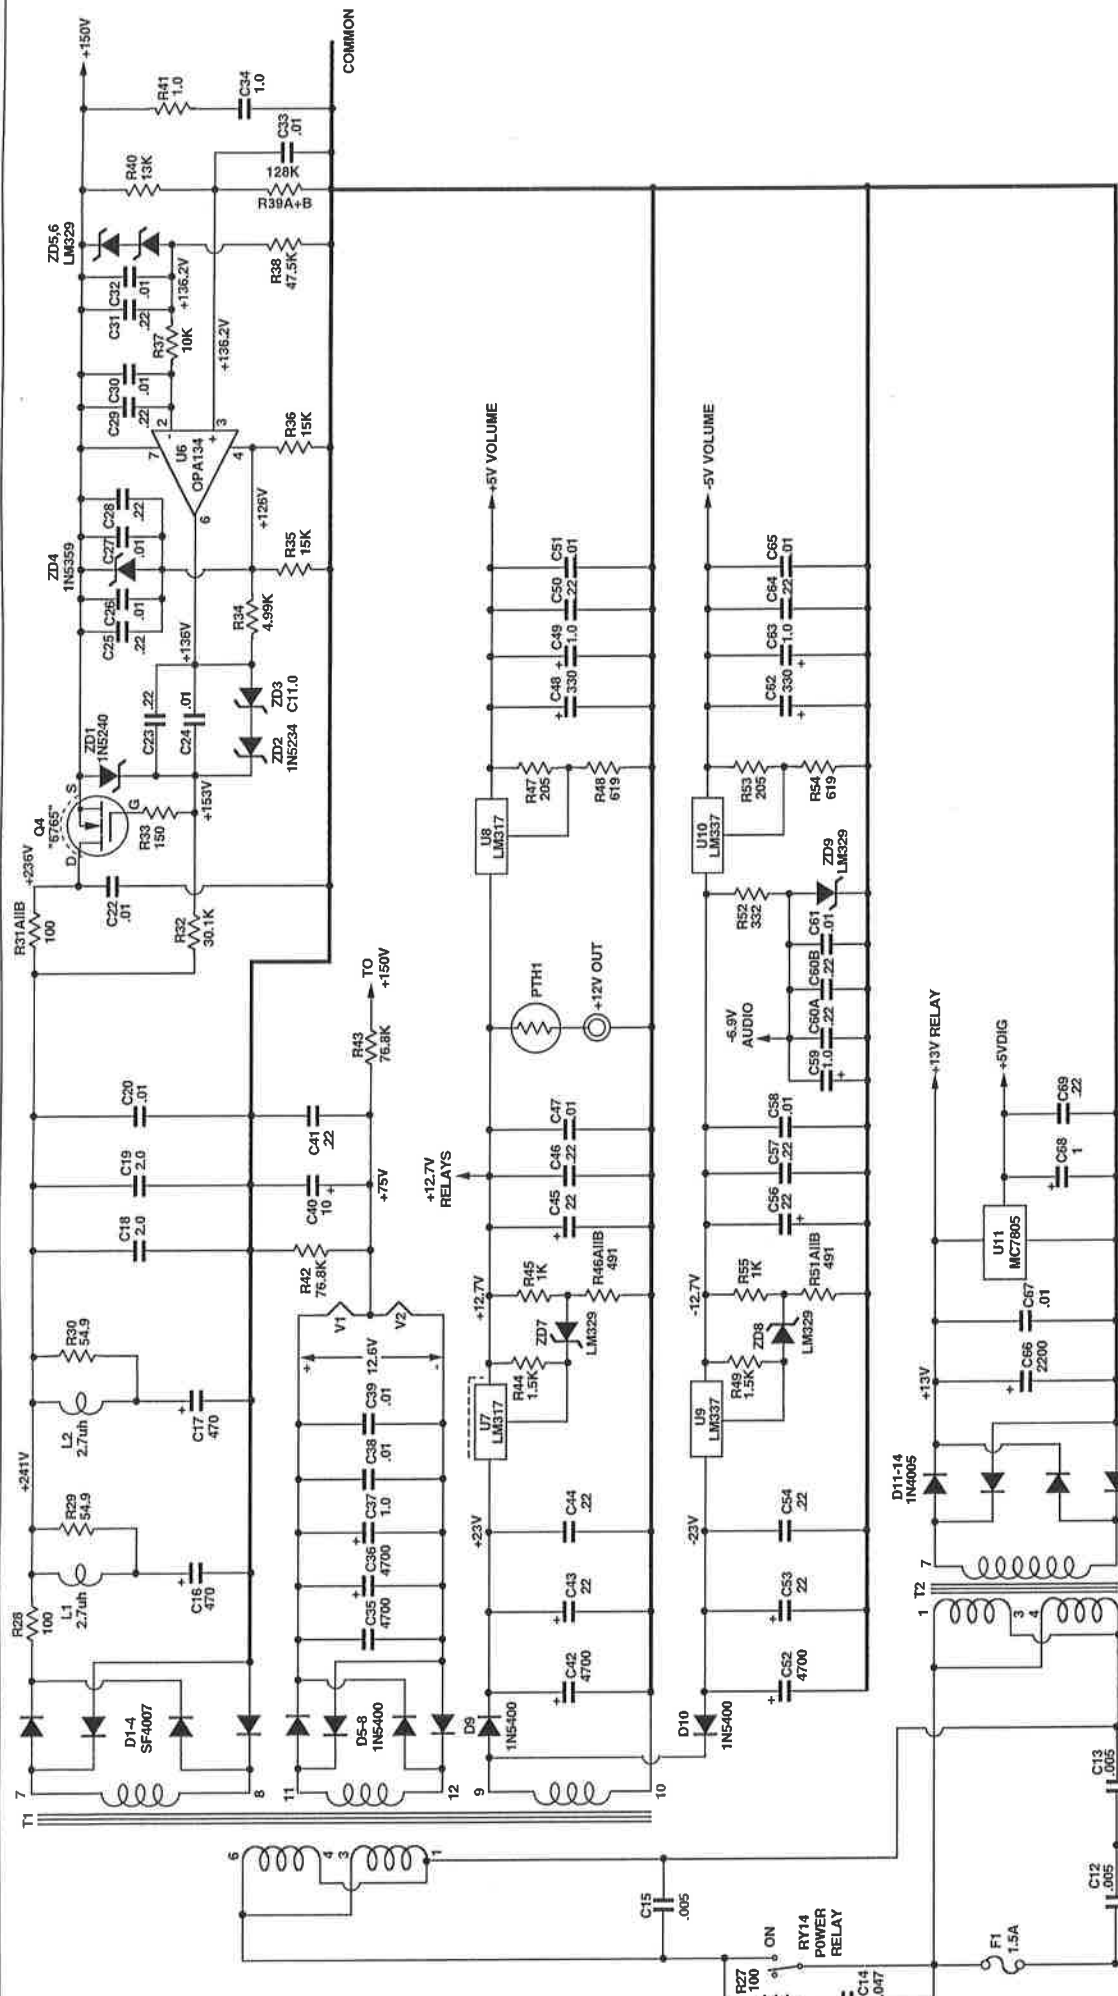 T1
7
8
D1-4
SF4007
R28
100
L1
2.7uh
R29
54.9
C16
470
+
+241V
L2
2.7uh
R30
54.9
C17
470
+
C18
2.0
C19
2.0
C20
.01
R31AIIB
100
+236V
C22
.01
R32
30.1K
Q4
"5765"
D
S
G
R33
150
+153V
ZD1
1N5240
C23
.22
C24
.01
ZD2
1N5234
ZD3
C11.0
+136V
R34
4.99K
C25
.22
C26
.01
ZD4
1N5359
C27
.01
C28
.22
R35
15K
+126V
R36
15K
U6
OPA134
7
2
-
+
3
4
6
C29
.22
C30
.01
R37
10K
+136.2V
C31
.22
C32
.01
+136.2V
ZD5,6
LM329
R38
47.5K
R40
13K
R39A+B
128K
C33
.01
R41
1.0
C34
1.0
+150V
COMMON
11
12
D5-8
1N5400
C35
4700
C36
4700
+
C37
1.0
+
C38
.01
C39
.01
+
12.6V
-
V1
V2
R42
76.8K
C40
10
+
C41
.22
+75V
R43
76.8K
TO
+150V
6
4
3
1
9
10
D9
1N5400
C42
4700
+
C43
22
C44
.22
+23V
U7
LM317
R44
1.5K
ZD7
LM329
R45
1K
R46AIIB
491
+12.7V
C45
22
+
C46
.22
C47
.01
+12.7V
RELAYS
PTH1
+12V OUT
U8
LM317
R47
205
R48
619
C48
330
+
C49
1.0
+
C50
.22
C51
.01
+5V VOLUME
D10
1N5400
C52
4700
+
C53
22
+
C54
.22
-23V
U9
LM337
R49
1.5K
ZD8
LM329
R55
1K
R51AIIB
491
-12.7V
C56
22
+
C57
.22
C58
.01
-6.9V
AUDIO
C59
1.0
+
C60A
.22
C60B
.22
C61
.01
R52
332
ZD9
LM329
U10
LM337
R53
205
R54
619
C62
330
+
C63
1.0
+
C64
.22
C65
.01
-5V VOLUME
C15
.005
R27
100
ON
RY14
POWER
RELAY
C14
.047
F1
1.5A
C12
.005
C13
.005
T2
1
3
4
7
D11-14
1N4005
+13V
C66
2200
+
C67
.01
U11
MC7805
+13V RELAY
+5VDIG
C68
1
+
C69
.22